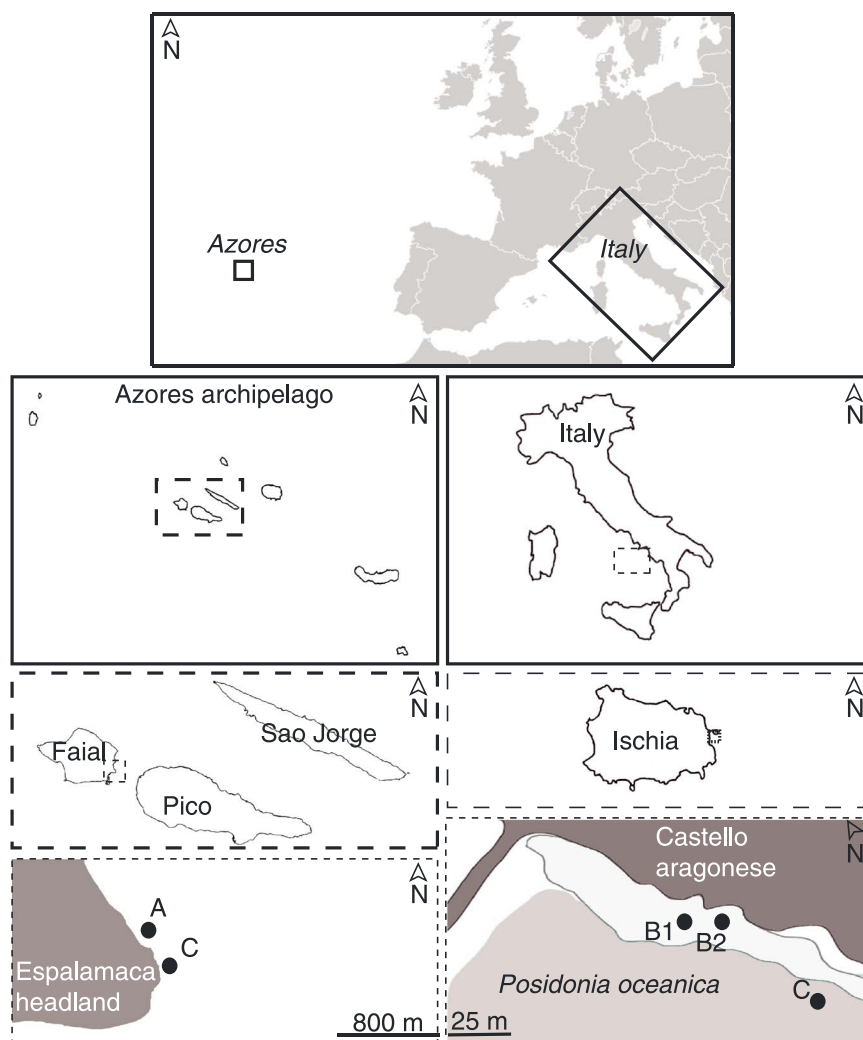 N
Azores
Italy
Azores archipelago
N
Italy
N
Faial
Sao Jorge
Pico
N
Ischia
N
A
C
Espalamaca
headland
N
800 m
Castello
aragonese
N
B1
B2
Posidonia oceanica
C
25 m